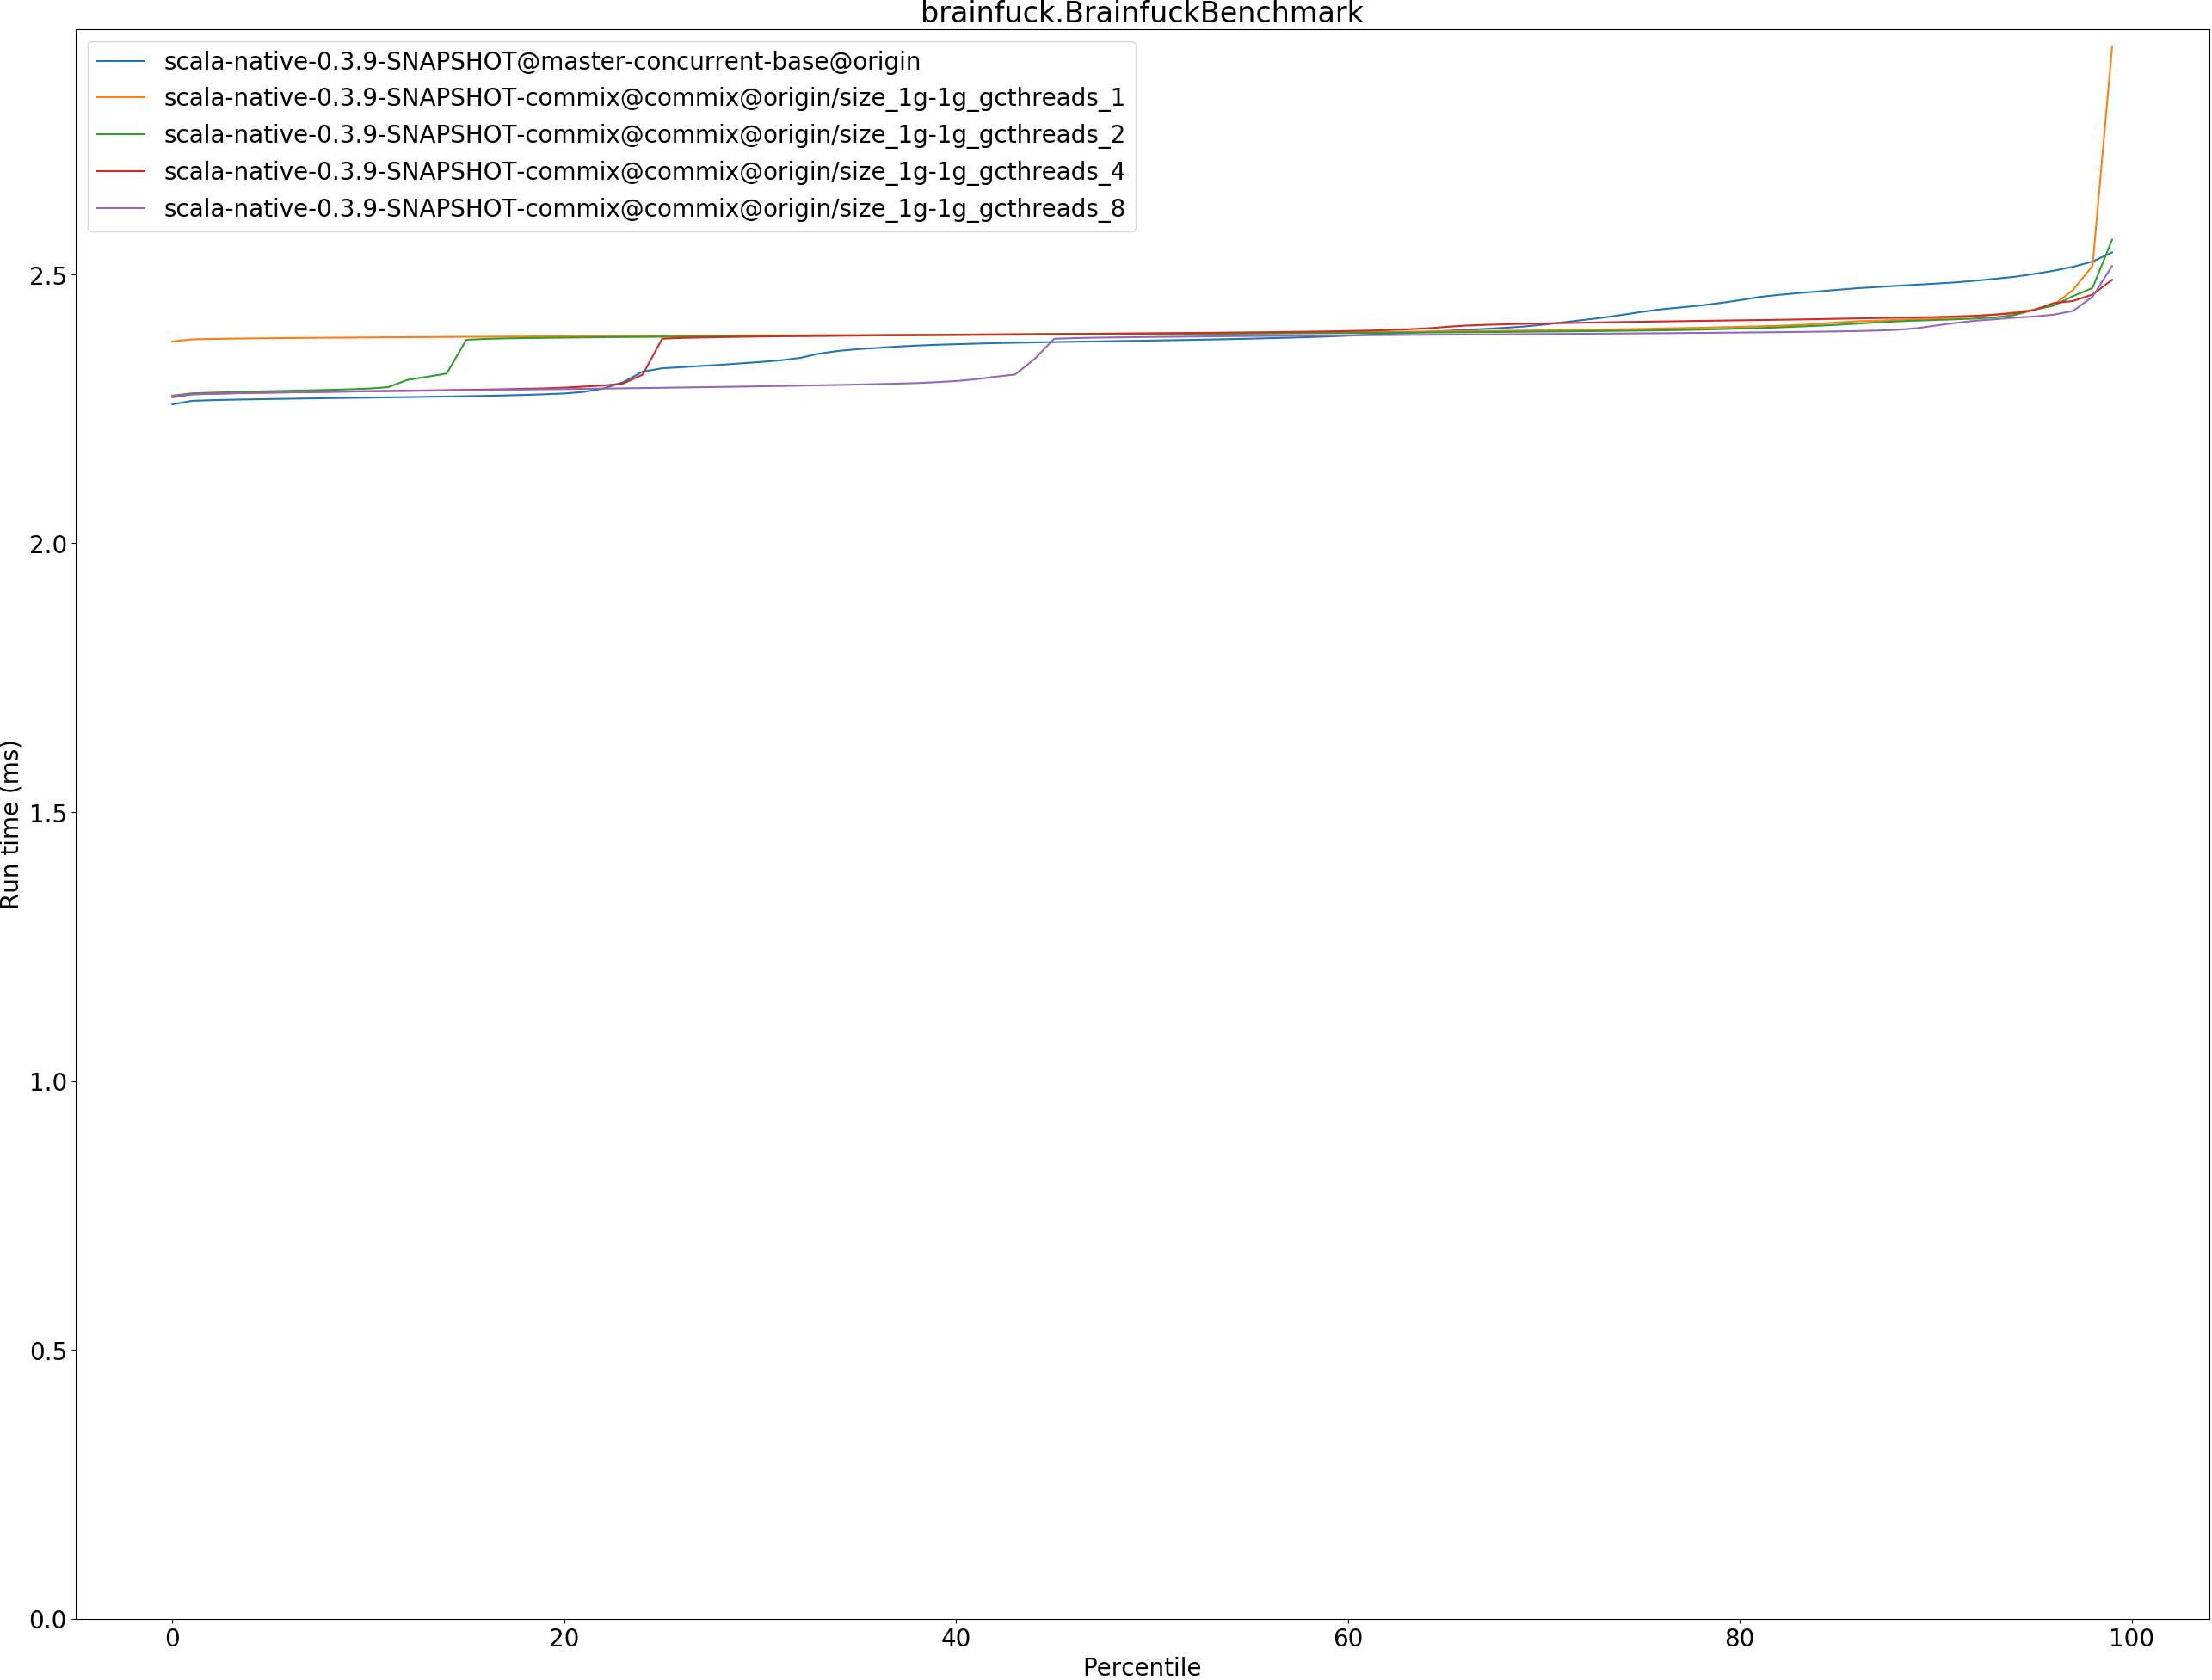 brainfuck.BrainfuckBenchmark
scala-native-0.3.9-SNAPSHOT@master-concurrent-base@origin
scala-native-0.3.9-SNAPSHOT-commix@commix@origin/size_1g-1g_gcthreads_1
scala-native-0.3.9-SNAPSHOT-commix@commix@origin/size_1g-1g_gcthreads_2
scala-native-0.3.9-SNAPSHOT-commix@commix@origin/size_1g-1g_gcthreads_4
scala-native-0.3.9-SNAPSHOT-commix@commix@origin/size_1g-1g_gcthreads_8
2.5
2.0
1.5
1.0
0.5
0.0
Run time (ms)
0 20 40 60 80 100
Percentile